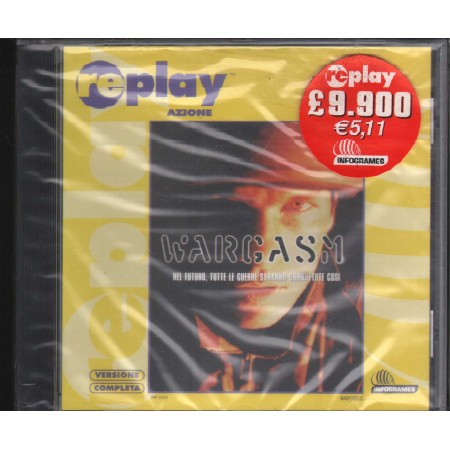 replay™
AZIONE
replay
£9.900
€5,11
INFOGRAMES
WARGASM
NEL FUTURO, TUTTE LE GUERRE SARANNO COMBATTUTE COSÌ
VERSIONE
COMPLETA
INFOGRAMES
replay